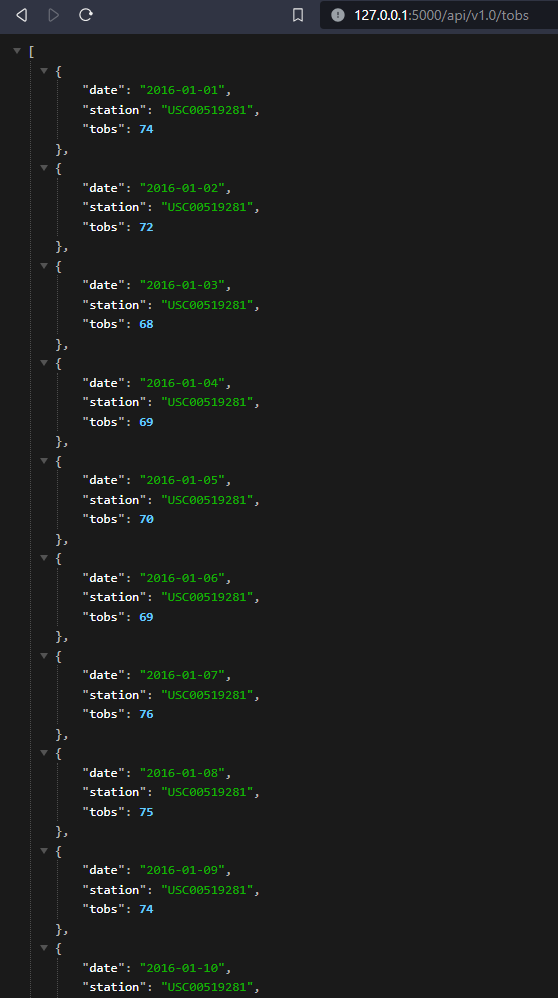 127.0.0.1:5000/api/v1.0/tobs
[
{
"date": "2016-01-01",
"station": "USC00519281",
"tobs": 74
},
{
"date": "2016-01-02",
"station": "USC00519281",
"tobs": 72
},
{
"date": "2016-01-03",
"station": "USC00519281",
"tobs": 68
},
{
"date": "2016-01-04",
"station": "USC00519281",
"tobs": 69
},
{
"date": "2016-01-05",
"station": "USC00519281",
"tobs": 70
},
{
"date": "2016-01-06",
"station": "USC00519281",
"tobs": 69
},
{
"date": "2016-01-07",
"station": "USC00519281",
"tobs": 76
},
{
"date": "2016-01-08",
"station": "USC00519281",
"tobs": 75
},
{
"date": "2016-01-09",
"station": "USC00519281",
"tobs": 74
},
{
"date": "2016-01-10",
"station": "USC00519281",